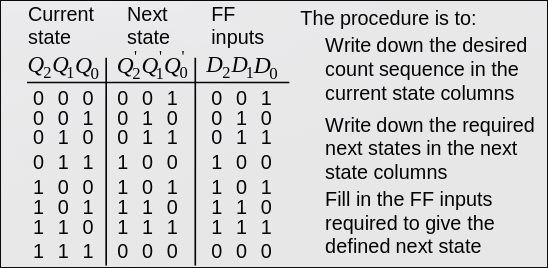 Current Next FF
state state inputs
Q2Q1Q0 Q2'Q1'Q0' D2D1D0
0 0 0 0 0 1 0 0 1
0 0 1 0 1 0 0 1 0
0 1 0 0 1 1 0 1 1
0 1 1 1 0 0 1 0 0
1 0 0 1 0 1 1 0 1
1 0 1 1 1 0 1 1 0
1 1 0 1 1 1 1 1 1
1 1 1 0 0 0 0 0 0
The procedure is to:
Write down the desired
count sequence in the
current state columns
Write down the required
next states in the next
state columns
Fill in the FF inputs
required to give the
defined next state